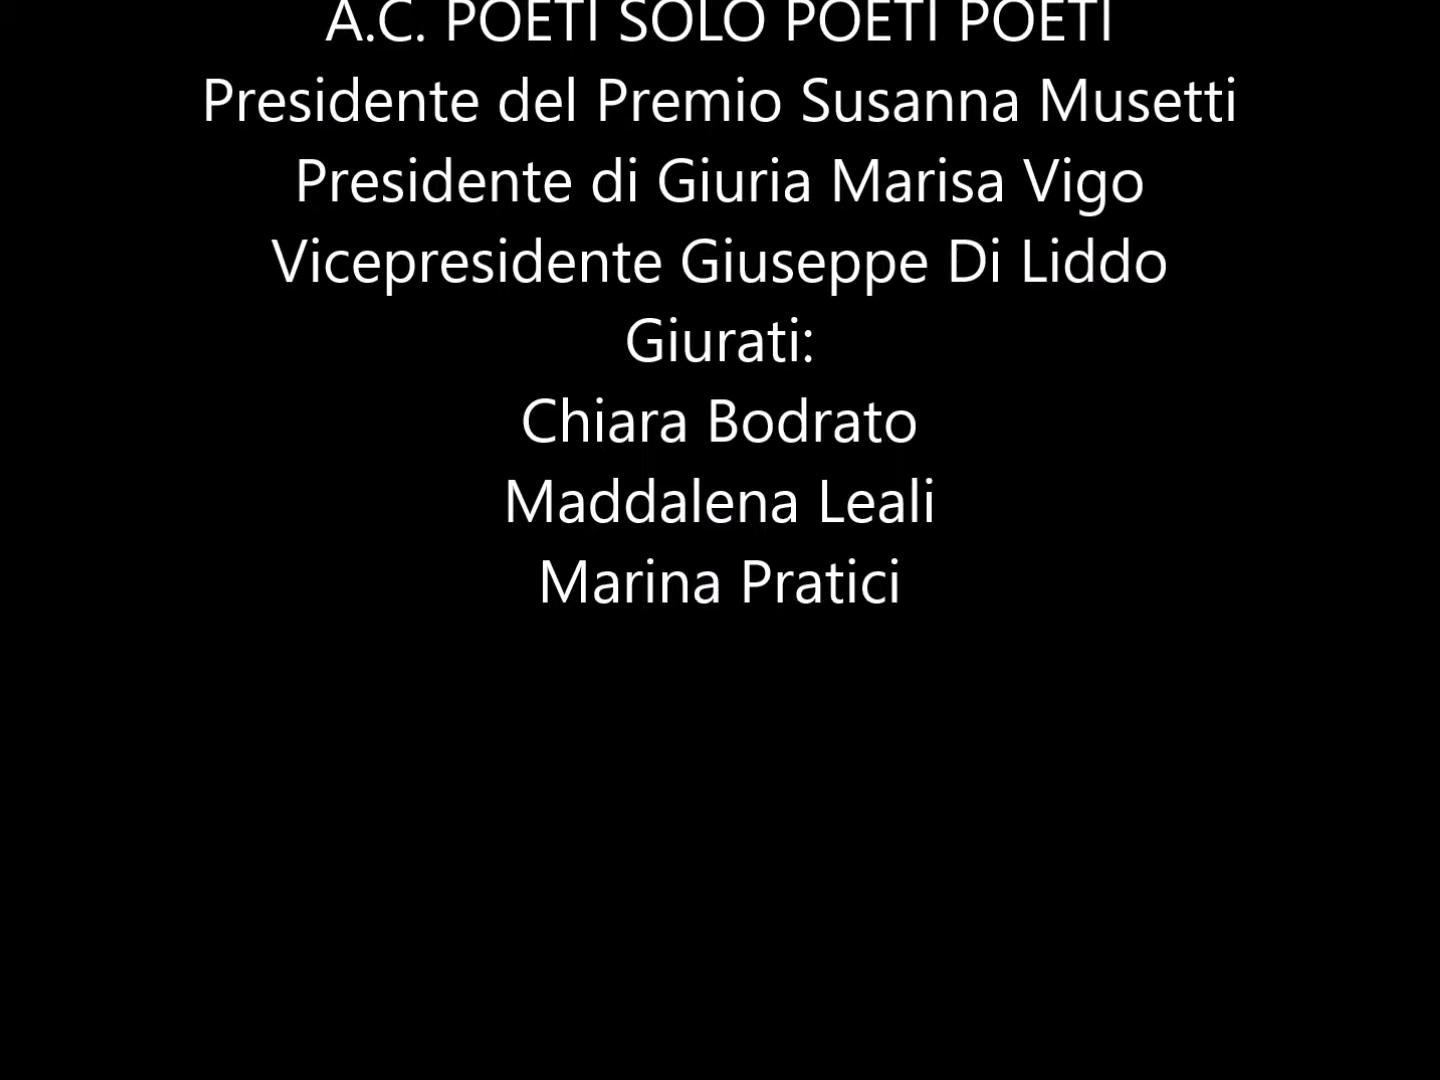 A.C. POETI SOLO POETI POETI
Presidente del Premio Susanna Musetti
Presidente di Giuria Marisa Vigo
Vicepresidente Giuseppe Di Liddo
Giurati:
Chiara Bodrato
Maddalena Leali
Marina Pratici